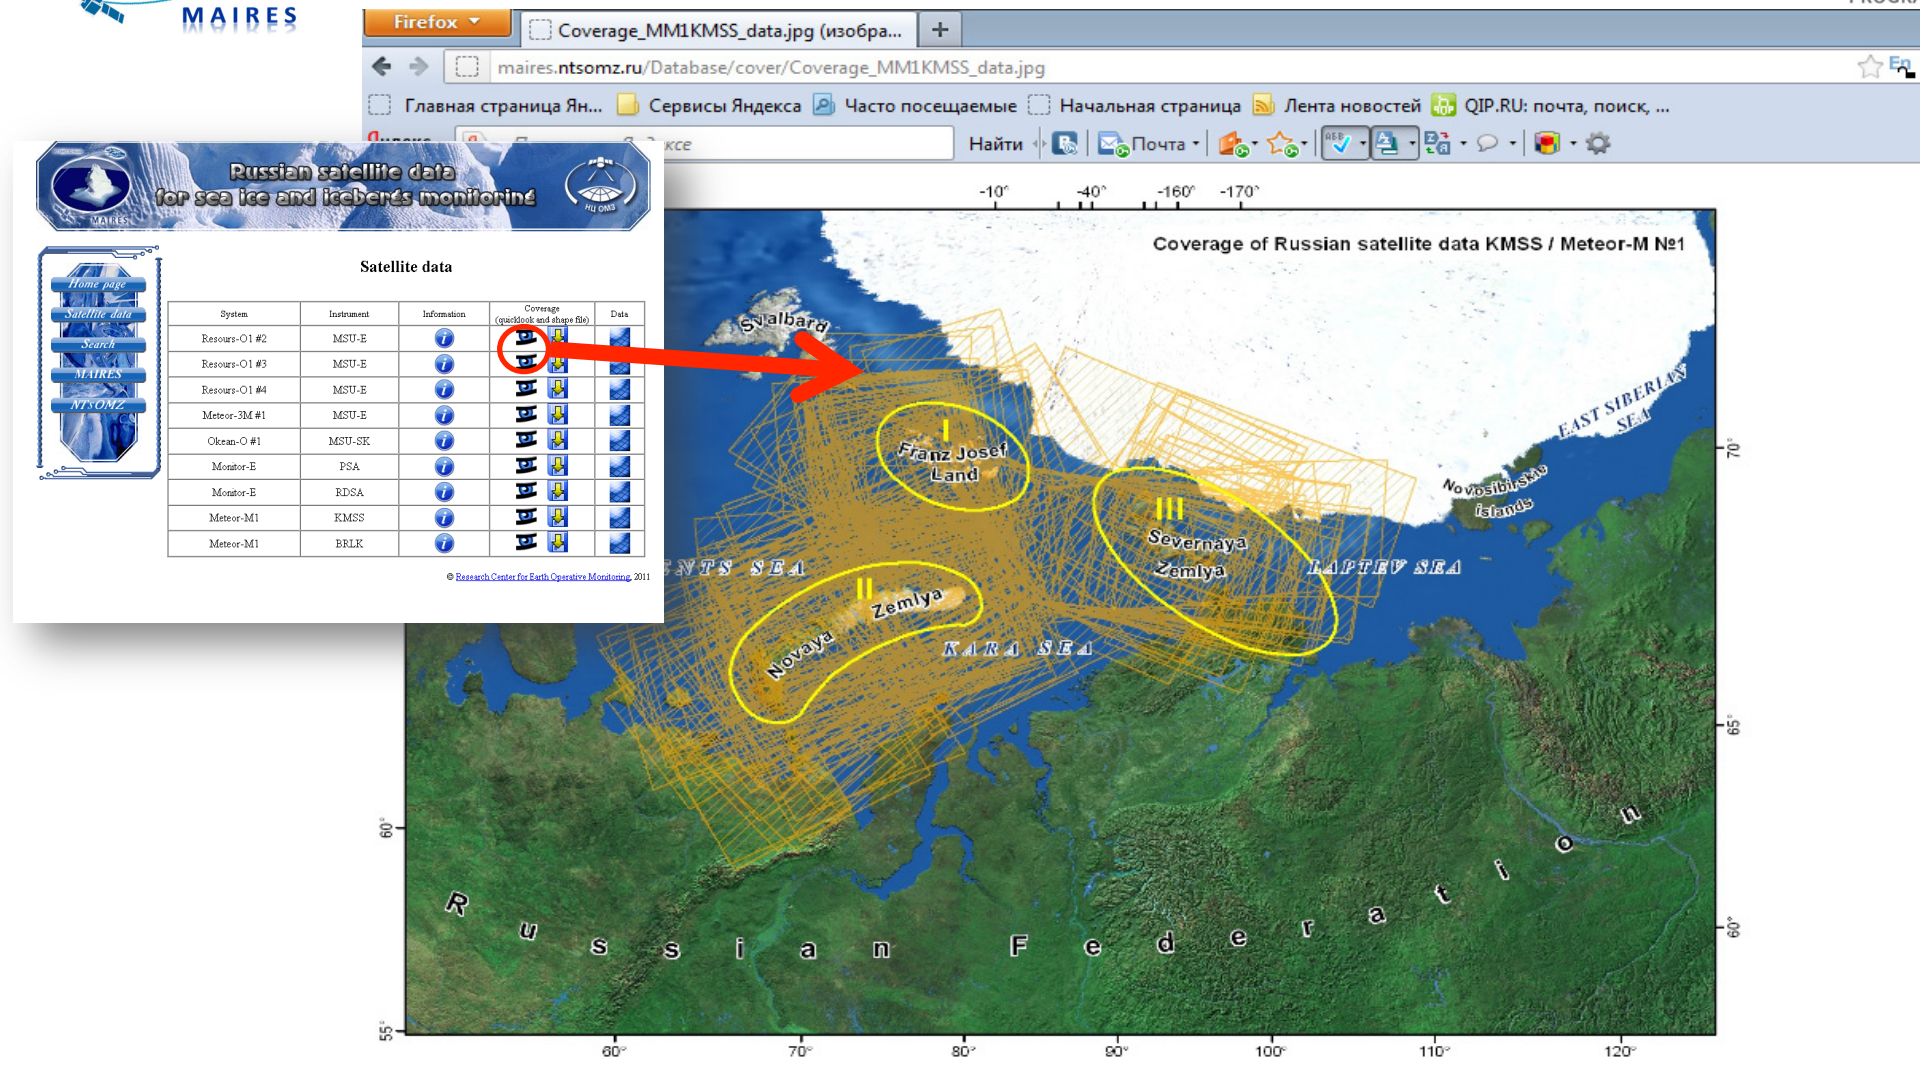 MAIRES
Firefox
Coverage_MM1KMSS_data.jpg (изобра...
maires.ntsomz.ru/Database/cover/Coverage_MM1KMSS_data.jpg
Главная страница Ян... Сервисы Яндекса Часто посещаемые Начальная страница Лента новостей QIP.RU: почта, поиск, ...
Найти Почта
Russian satellite data
for sea ice and icebergs monitoring
MAIRES
НЦ ОМЗ
Home page
Satellite data
Search
MAIRES
NTsOMZ
Satellite data
System Instrument Information Coverage (quicklook and shape file) Data
Resours-O1 #2 MSU-E
Resours-O1 #3 MSU-E
Resours-O1 #4 MSU-E
Meteor-3M #1 MSU-E
Okean-O #1 MSU-SK
Monitor-E PSA
Monitor-E RDSA
Meteor-M1 KMSS
Meteor-M1 BRLK
© Research Center for Earth Operative Monitoring, 2011
-10° -40° -160° -170°
Coverage of Russian satellite data KMSS / Meteor-M №1
Svalbard
EAST SIBERIAN
SEA
I
Franz Josef
Land
70°
Novosibirskie
islands
III
Severnaya
Zemlya
ENTS SEA
LAPTEV SEA
II
Novaya Zemlya
KARA SEA
65°
60°
Russian Federation
60°
55°
60° 70° 80° 90° 100° 110° 120°